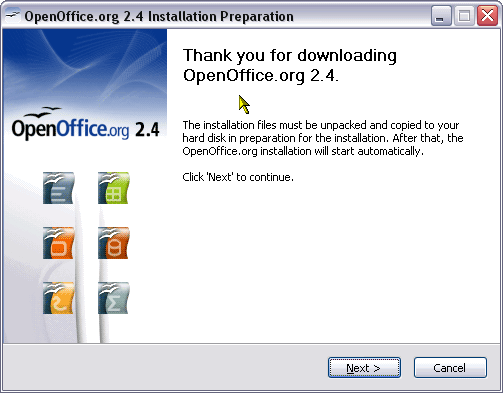 OpenOffice.org 2.4 Installation Preparation
Thank you for downloading
OpenOffice.org 2.4.
OpenOffice.org 2.4
The installation files must be unpacked and copied to your
hard disk in preparation for the installation. After that, the
OpenOffice.org installation will start automatically.
Click 'Next' to continue.
Next >
Cancel